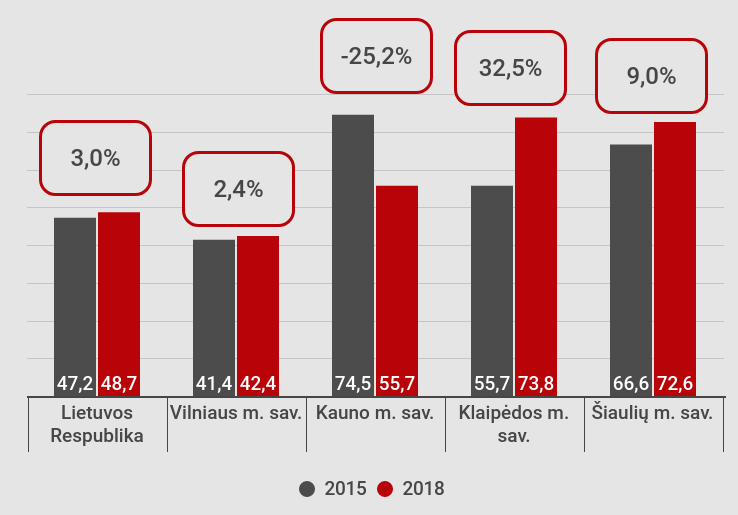 -25,2%
32,5%
9,0%
3,0%
2,4%
47,2 48,7 41,4 42,4 74,5 55,7 55,7 73,8 66,6 72,6
Lietuvos
Respublika
Vilniaus m. sav.
Kauno m. sav.
Klaipėdos m.
sav.
Šiaulių m. sav.
2015 2018